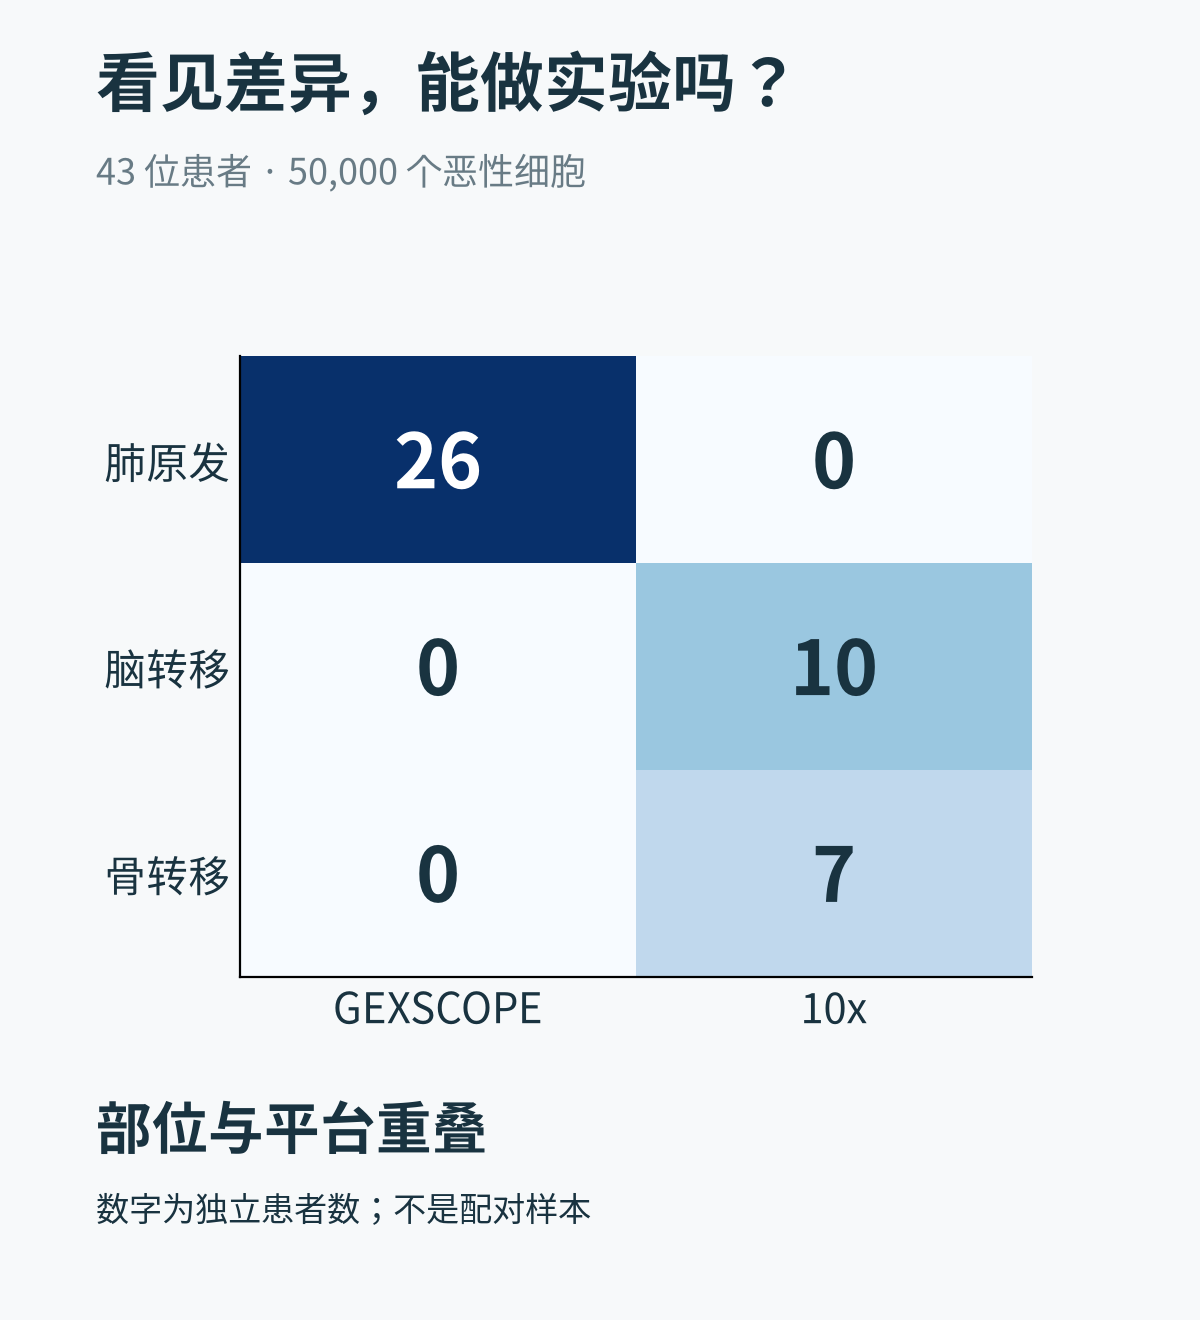 看见差异，能做实验吗？
43 位患者 · 50,000 个恶性细胞
肺原发 26 0
脑转移 0 10
骨转移 0 7
GEXSCOPE 10x
部位与平台重叠
数字为独立患者数；不是配对样本